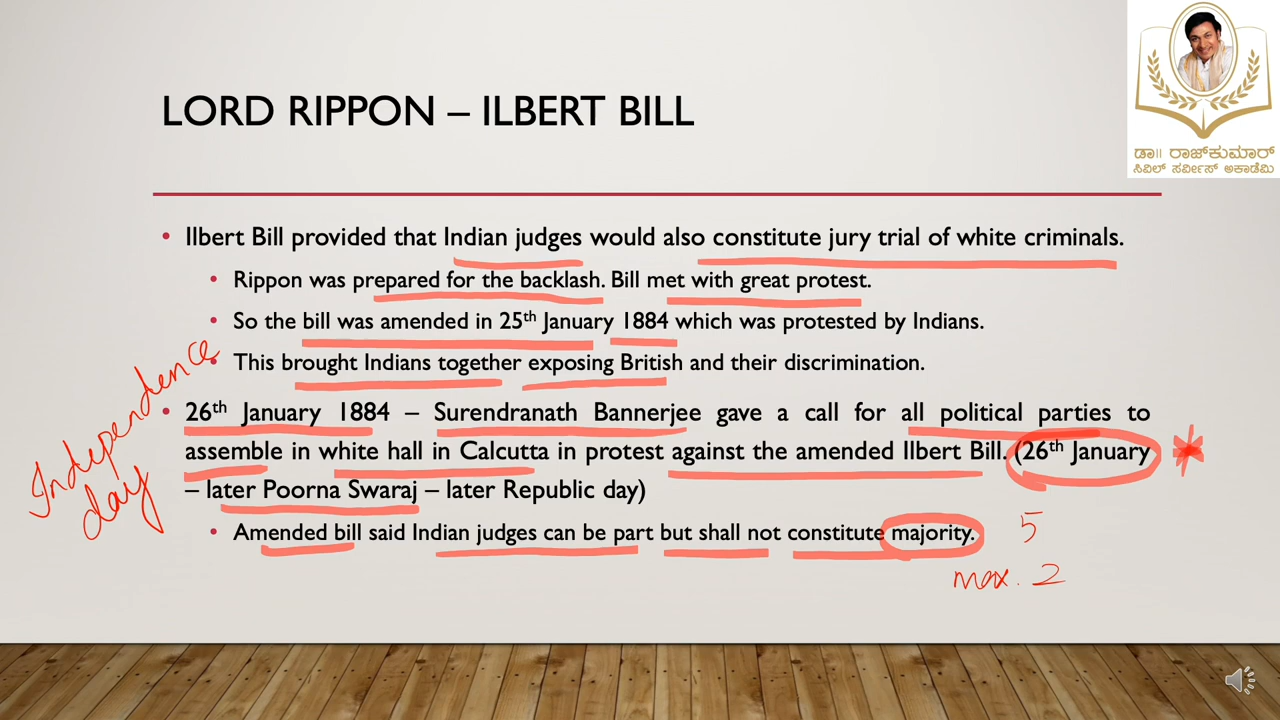 ಡಾ|| ರಾಜ್‌ಕುಮಾರ್
ಸಿವಿಲ್ ಸರ್ವೀಸ್ ಅಕಾಡೆಮಿ
LORD RIPPON – ILBERT BILL
• Ilbert Bill provided that Indian judges would also constitute jury trial of white criminals.
• Rippon was prepared for the backlash. Bill met with great protest.
• So the bill was amended in 25th January 1884 which was protested by Indians.
• This brought Indians together exposing British and their discrimination.
• 26th January 1884 – Surendranath Bannerjee gave a call for all political parties to
assemble in white hall in Calcutta in protest against the amended Ilbert Bill. (26th January
– later Poorna Swaraj – later Republic day)
• Amended bill said Indian judges can be part but shall not constitute majority.
Independence
day
5
max. 2